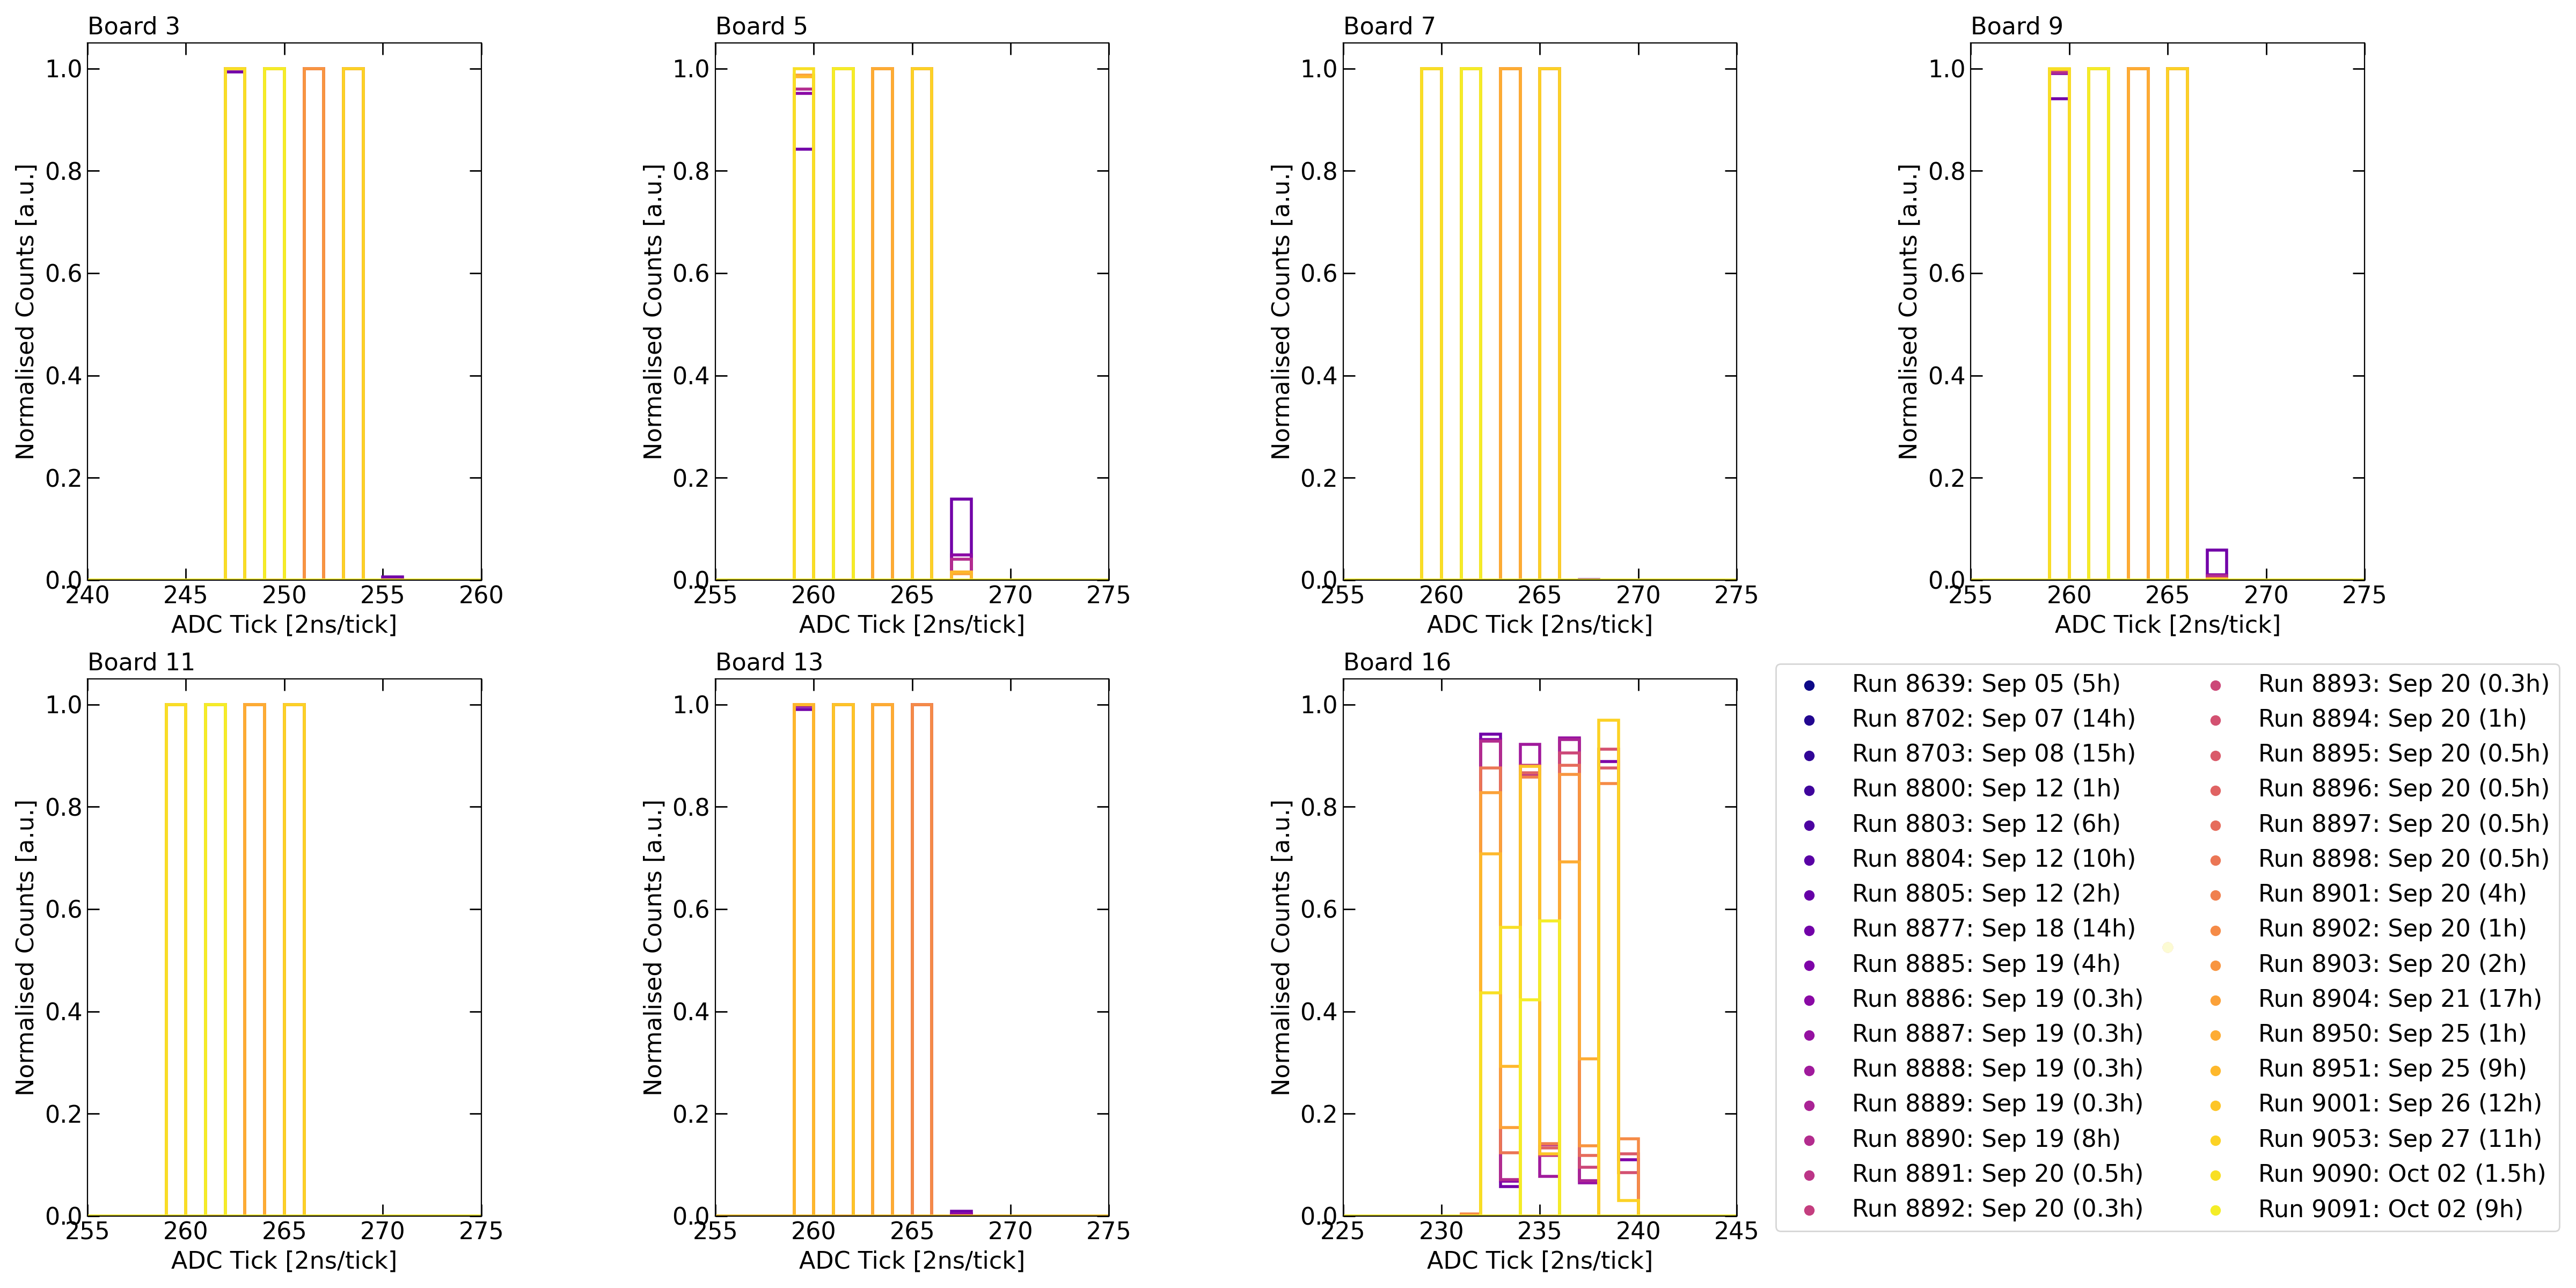 Board 3
Normalised Counts [a.u.]
1.0
0.8
0.6
0.4
0.2
0.0
240 245 250 255 260
ADC Tick [2ns/tick]
Board 5
Normalised Counts [a.u.]
1.0
0.8
0.6
0.4
0.2
0.0
255 260 265 270 275
ADC Tick [2ns/tick]
Board 7
Normalised Counts [a.u.]
1.0
0.8
0.6
0.4
0.2
0.0
255 260 265 270 275
ADC Tick [2ns/tick]
Board 9
Normalised Counts [a.u.]
1.0
0.8
0.6
0.4
0.2
0.0
255 260 265 270 275
ADC Tick [2ns/tick]
Board 11
Normalised Counts [a.u.]
1.0
0.8
0.6
0.4
0.2
0.0
255 260 265 270 275
ADC Tick [2ns/tick]
Board 13
Normalised Counts [a.u.]
1.0
0.8
0.6
0.4
0.2
0.0
255 260 265 270 275
ADC Tick [2ns/tick]
Board 16
Normalised Counts [a.u.]
1.0
0.8
0.6
0.4
0.2
0.0
225 230 235 240 245
ADC Tick [2ns/tick]
Run 8639: Sep 05 (5h)
Run 8702: Sep 07 (14h)
Run 8703: Sep 08 (15h)
Run 8800: Sep 12 (1h)
Run 8803: Sep 12 (6h)
Run 8804: Sep 12 (10h)
Run 8805: Sep 12 (2h)
Run 8877: Sep 18 (14h)
Run 8885: Sep 19 (4h)
Run 8886: Sep 19 (0.3h)
Run 8887: Sep 19 (0.3h)
Run 8888: Sep 19 (0.3h)
Run 8889: Sep 19 (0.3h)
Run 8890: Sep 19 (8h)
Run 8891: Sep 20 (0.5h)
Run 8892: Sep 20 (0.3h)
Run 8893: Sep 20 (0.3h)
Run 8894: Sep 20 (1h)
Run 8895: Sep 20 (0.5h)
Run 8896: Sep 20 (0.5h)
Run 8897: Sep 20 (0.5h)
Run 8898: Sep 20 (0.5h)
Run 8901: Sep 20 (4h)
Run 8902: Sep 20 (1h)
Run 8903: Sep 20 (2h)
Run 8904: Sep 21 (17h)
Run 8950: Sep 25 (1h)
Run 8951: Sep 25 (9h)
Run 9001: Sep 26 (12h)
Run 9053: Sep 27 (11h)
Run 9090: Oct 02 (1.5h)
Run 9091: Oct 02 (9h)